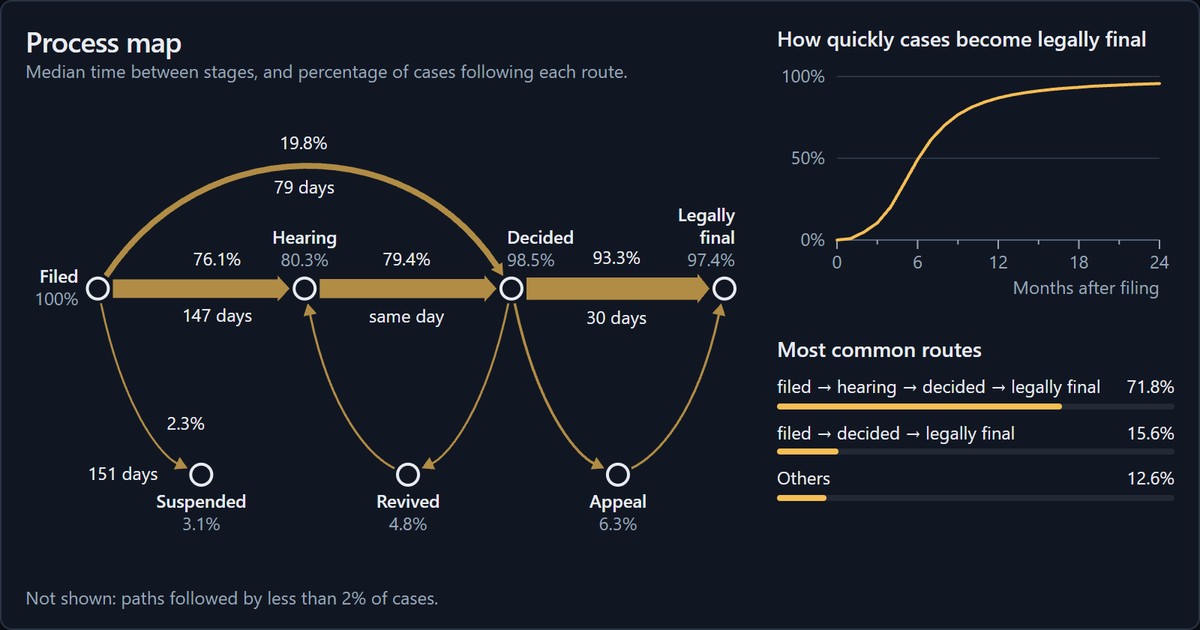 Process map
Median time between stages, and percentage of cases following each route.
19.8%
79 days
Filed
100%
76.1%
147 days
Hearing
80.3%
79.4%
same day
Decided
98.5%
93.3%
30 days
Legally
final
97.4%
2.3%
151 days
Suspended
3.1%
Revived
4.8%
Appeal
6.3%
Not shown: paths followed by less than 2% of cases.
How quickly cases become legally final
100%
50%
0%
0 6 12 18 24
Months after filing
Most common routes
filed → hearing → decided → legally final 71.8%
filed → decided → legally final 15.6%
Others 12.6%